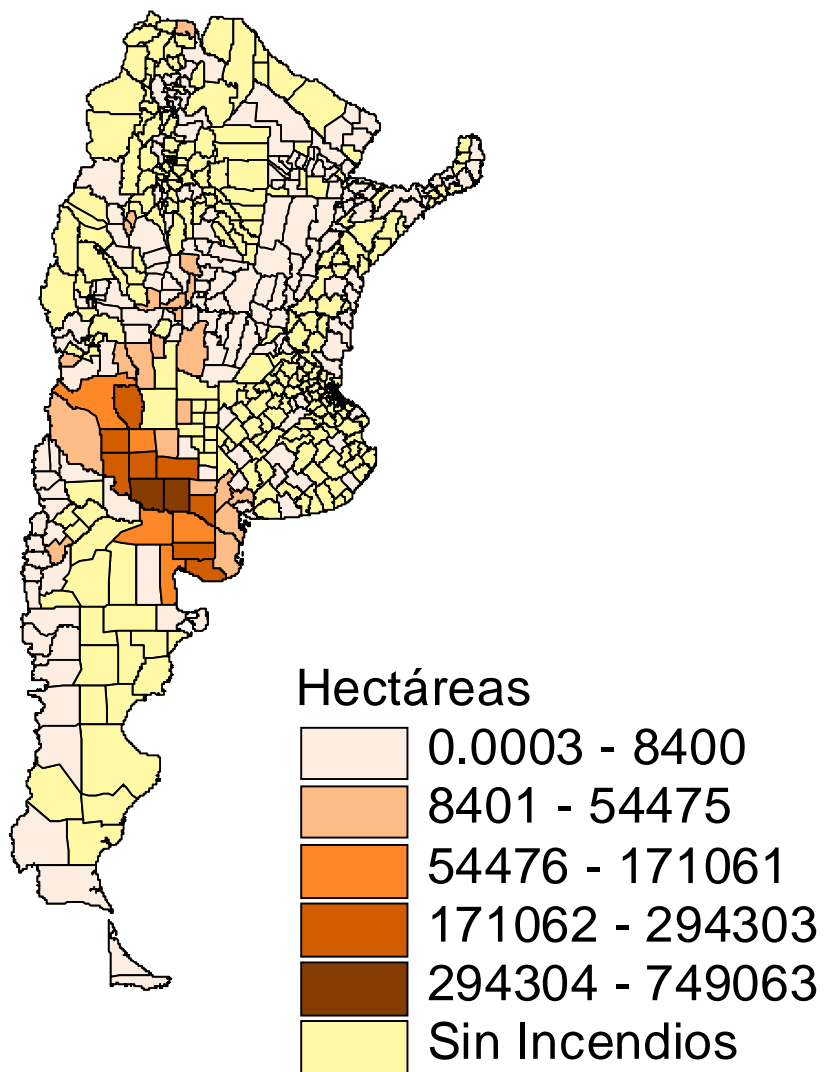 Hectáreas
0.0003 - 8400
8401 - 54475
54476 - 171061
171062 - 294303
294304 - 749063
Sin Incendios